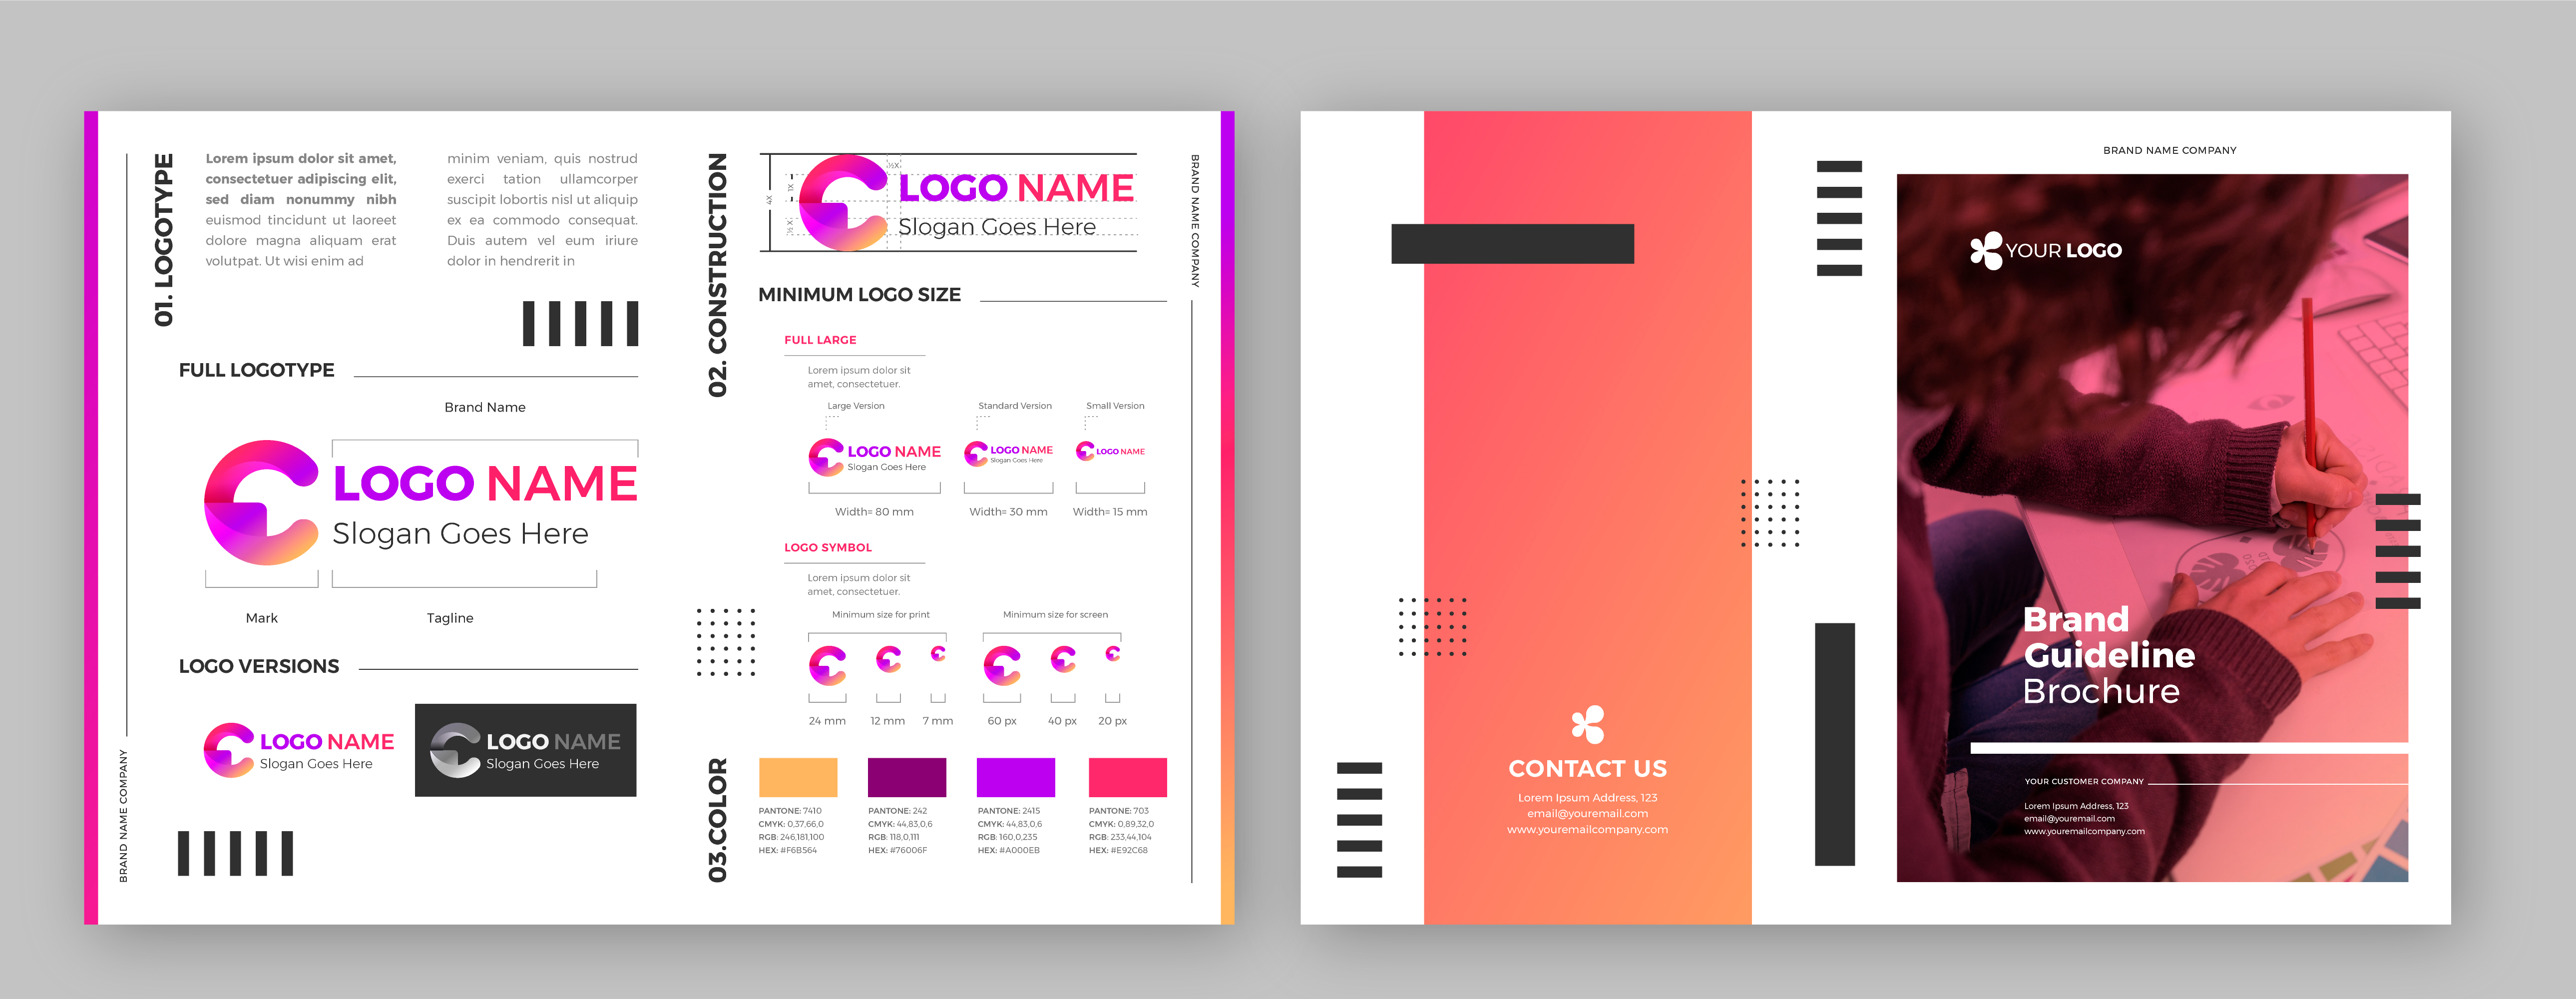 01. LOGOTYPE
Lorem ipsum dolor sit amet,
consectetuer adipiscing elit,
sed diam nonummy nibh
euismod tincidunt ut laoreet
dolore magna aliquam erat
volutpat. Ut wisi enim ad
minim veniam, quis nostrud
exerci tation ullamcorper
suscipit lobortis nisl ut aliquip
ex ea commodo consequat.
Duis autem vel eum iriure
dolor in hendrerit in
FULL LOGOTYPE
Brand Name
LOGO NAME
Slogan Goes Here
Mark
Tagline
LOGO VERSIONS
LOGO NAME
Slogan Goes Here
LOGO NAME
Slogan Goes Here
BRAND NAME COMPANY
02. CONSTRUCTION
4X
1X
½ X
½X
LOGO NAME
Slogan Goes Here
BRAND NAME COMPANY
MINIMUM LOGO SIZE
FULL LARGE
Lorem ipsum dolor sit
amet, consectetuer.
Large Version
Standard Version
Small Version
LOGO NAME
Slogan Goes Here
LOGO NAME
Slogan Goes Here
LOGO NAME
Width= 80 mm
Width= 30 mm
Width= 15 mm
LOGO SYMBOL
Lorem ipsum dolor sit
amet, consectetuer.
Minimum size for print
Minimum size for screen
24 mm
12 mm
7 mm
60 px
40 px
20 px
03.COLOR
PANTONE: 7410
CMYK: 0,37,66,0
RGB: 246,181,100
HEX: #F6B564
PANTONE: 242
CMYK: 44,83,0,6
RGB: 118,0,111
HEX: #76006F
PANTONE: 2415
CMYK: 44,83,0,6
RGB: 160,0,235
HEX: #A000EB
PANTONE: 703
CMYK: 0,89,32,0
RGB: 233,44,104
HEX: #E92C68
CONTACT US
Lorem Ipsum Address, 123
email@youremail.com
www.youremailcompany.com
BRAND NAME COMPANY
YOUR LOGO
Brand
Guideline
Brochure
YOUR CUSTOMER COMPANY
Lorem Ipsum Address, 123
email@youremail.com
www.youremailcompany.com